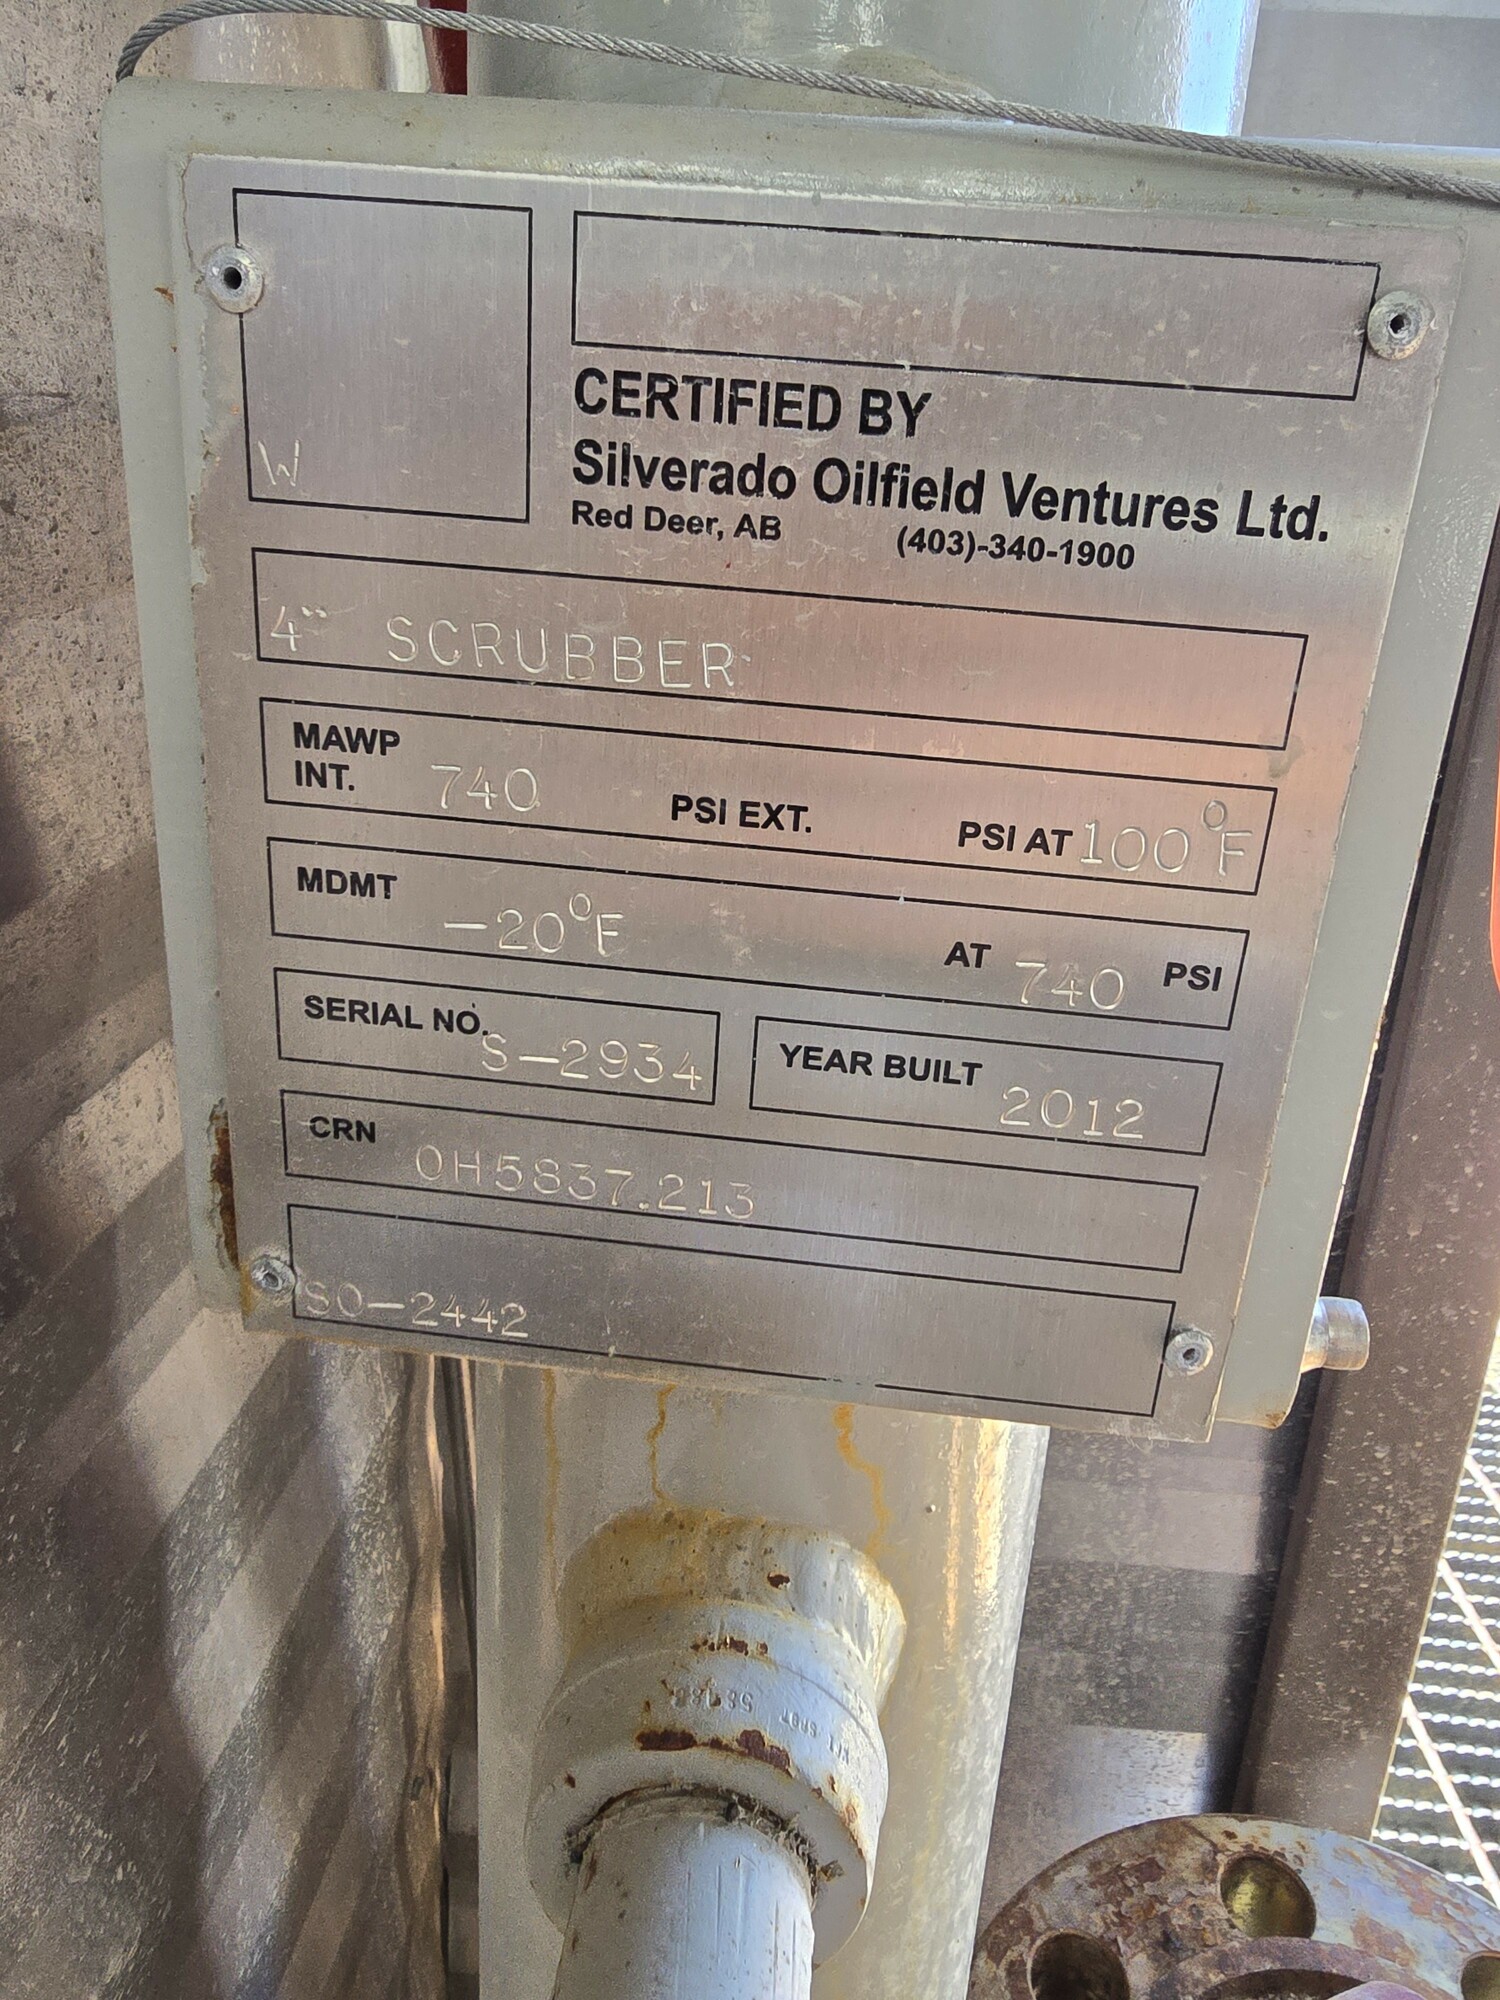 W
CERTIFIED BY
Silverado Oilfield Ventures Ltd.
Red Deer, AB (403)-340-1900
4" SCRUBBER
MAWP
INT. 740 PSI EXT. PSI AT 100°F
MDMT -20°F AT 740 PSI
SERIAL NO. S-2934 YEAR BUILT 2012
CRN 0H5837.213
SO-2442